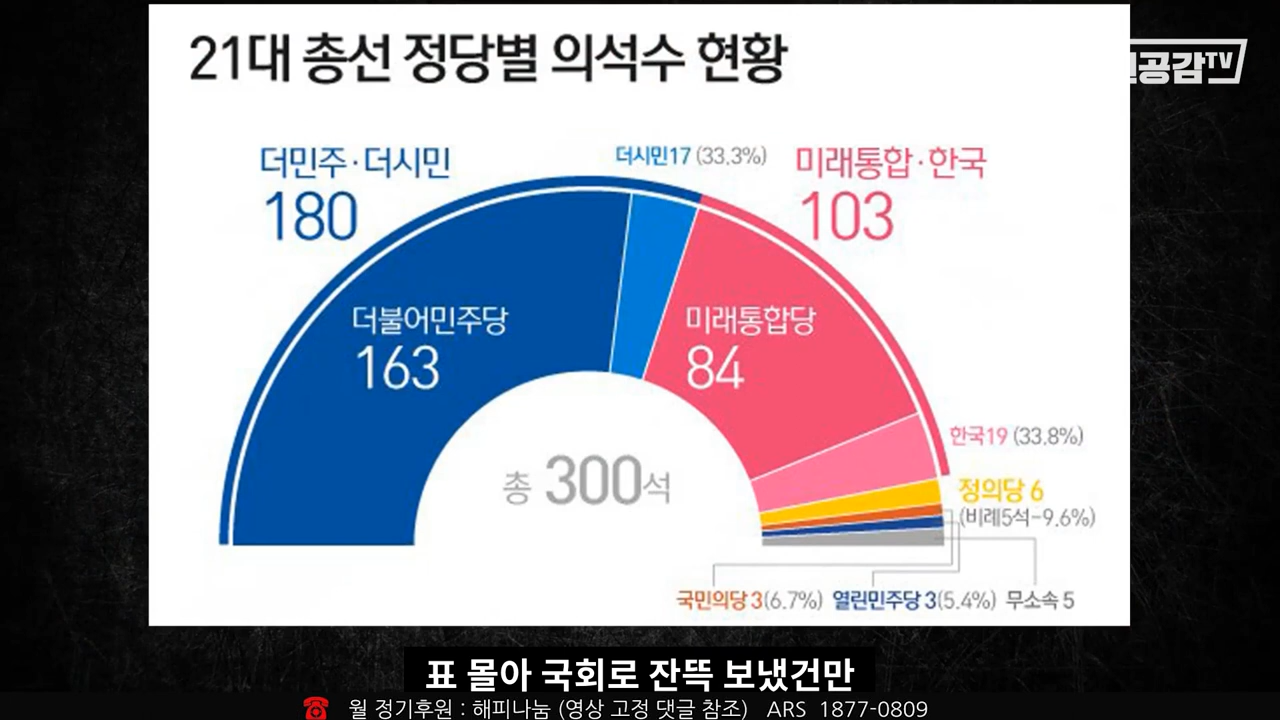 21대 총선 정당별 의석수 현황
공감TV
더민주·더시민
180
더시민17 (33.3%)
미래통합·한국
103
더불어민주당
163
미래통합당
84
한국19 (33.8%)
총 300석
정의당 6
(비례5석-9.6%)
국민의당 3(6.7%) 열린민주당 3(5.4%) 무소속 5
표 몰아 국회로 잔뜩 보냈건만
월 정기후원 : 해피나눔 (영상 고정 댓글 참조) ARS 1877-0809